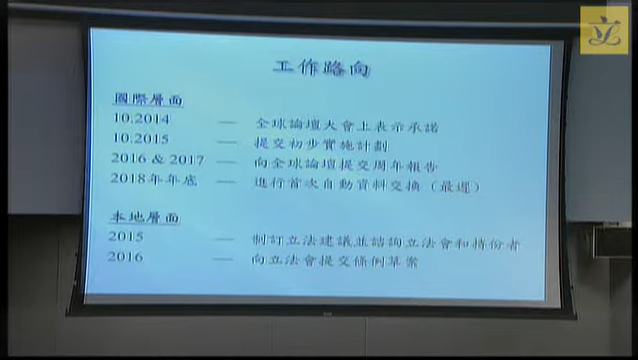 立
工作路向
國際層面
10.2014 — 全球論壇大會上表示承諾
10.2015 — 提交初步實施計劃
2016 & 2017 — 向全球論壇提交周年報告
2018年年底 — 進行首次自動資料交換（最遲）
本地層面
2015 — 制訂立法建議並諮詢立法會和持份者
2016 — 向立法會提交條例草案